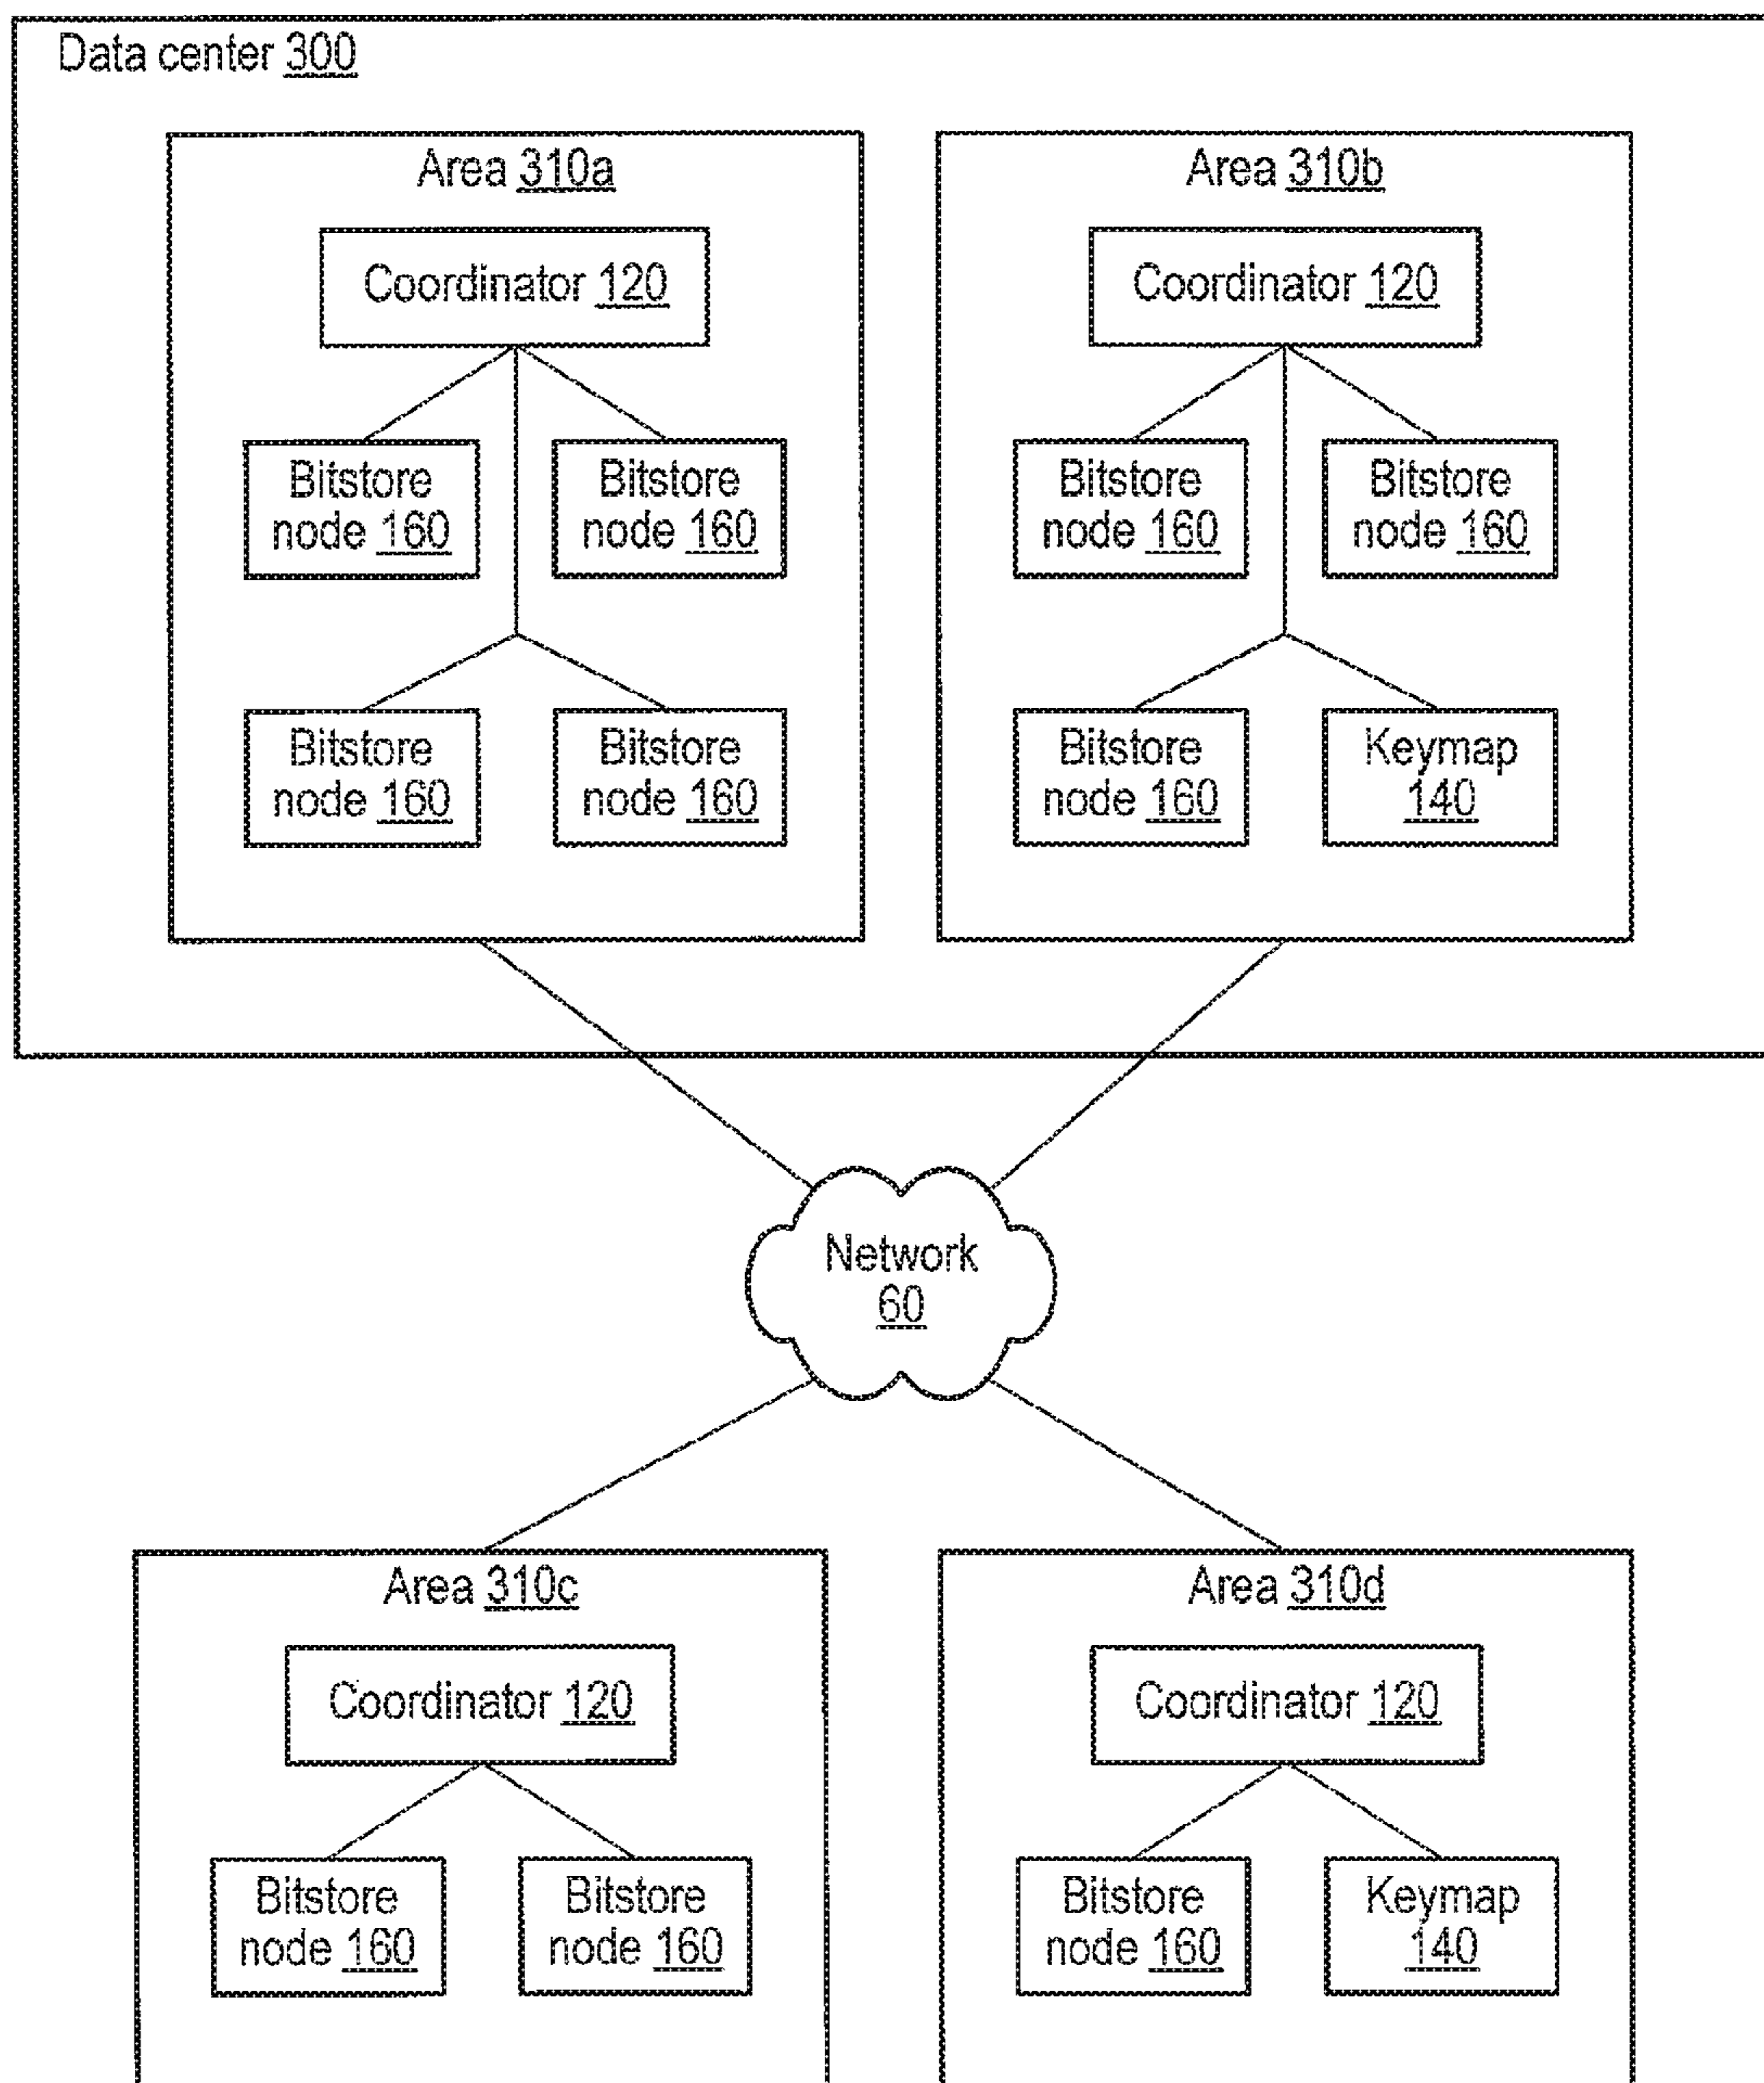 Data center 300
Area 310a
Coordinator 120
Bitstore
node 160
Bitstore
node 160
Bitstore
node 160
Bitstore
node 160
Area 310b
Coordinator 120
Bitstore
node 160
Bitstore
node 160
Bitstore
node 160
Keymap
140
Network
60
Area 310c
Coordinator 120
Bitstore
node 160
Bitstore
node 160
Area 310d
Coordinator 120
Bitstore
node 160
Keymap
140